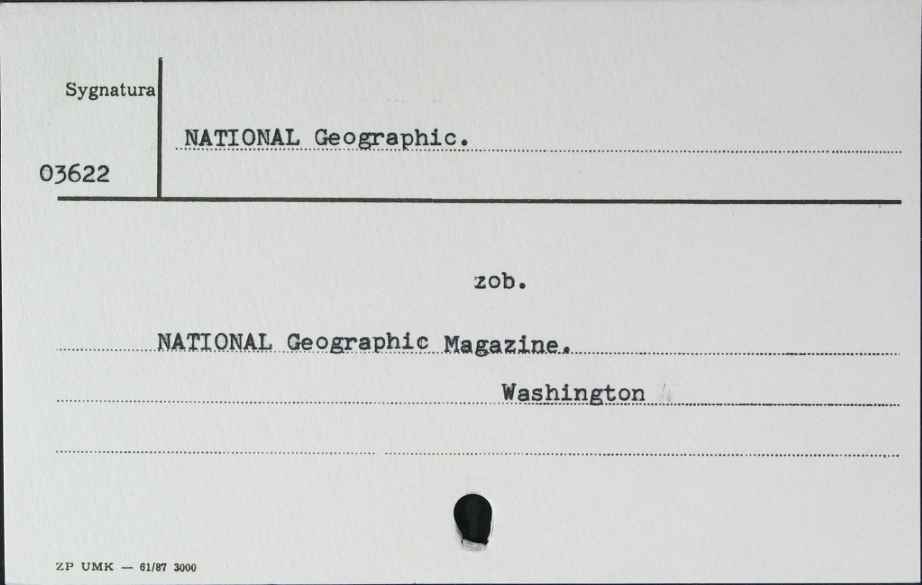 Sygnatura
NATIONAL Geographic.
03622
zob.
NATIONAL Geographic Magazine.
Washington
ZP UMK — 61/87 3000